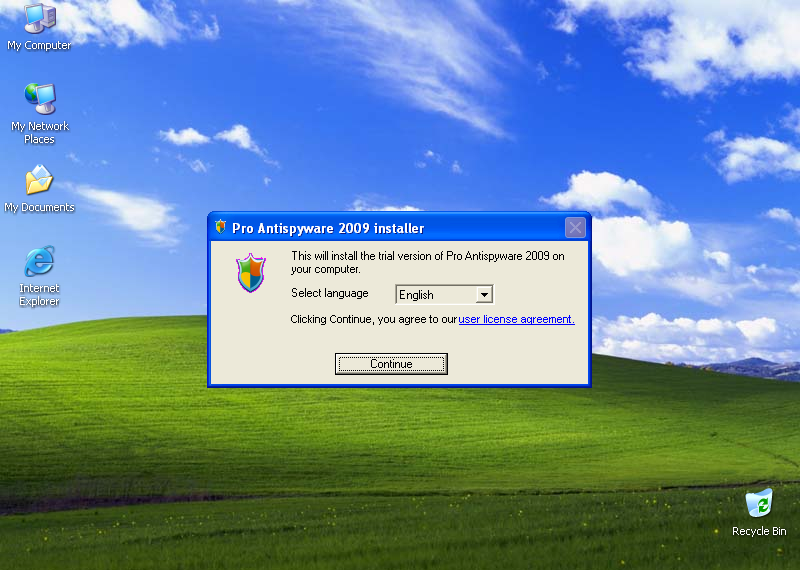 My Computer
My Network
Places
My Documents
Internet
Explorer
Pro Antispyware 2009 installer
This will install the trial version of Pro Antispyware 2009 on
your computer.
Select language
English
Clicking Continue, you agree to our user license agreement.
Continue
Recycle Bin